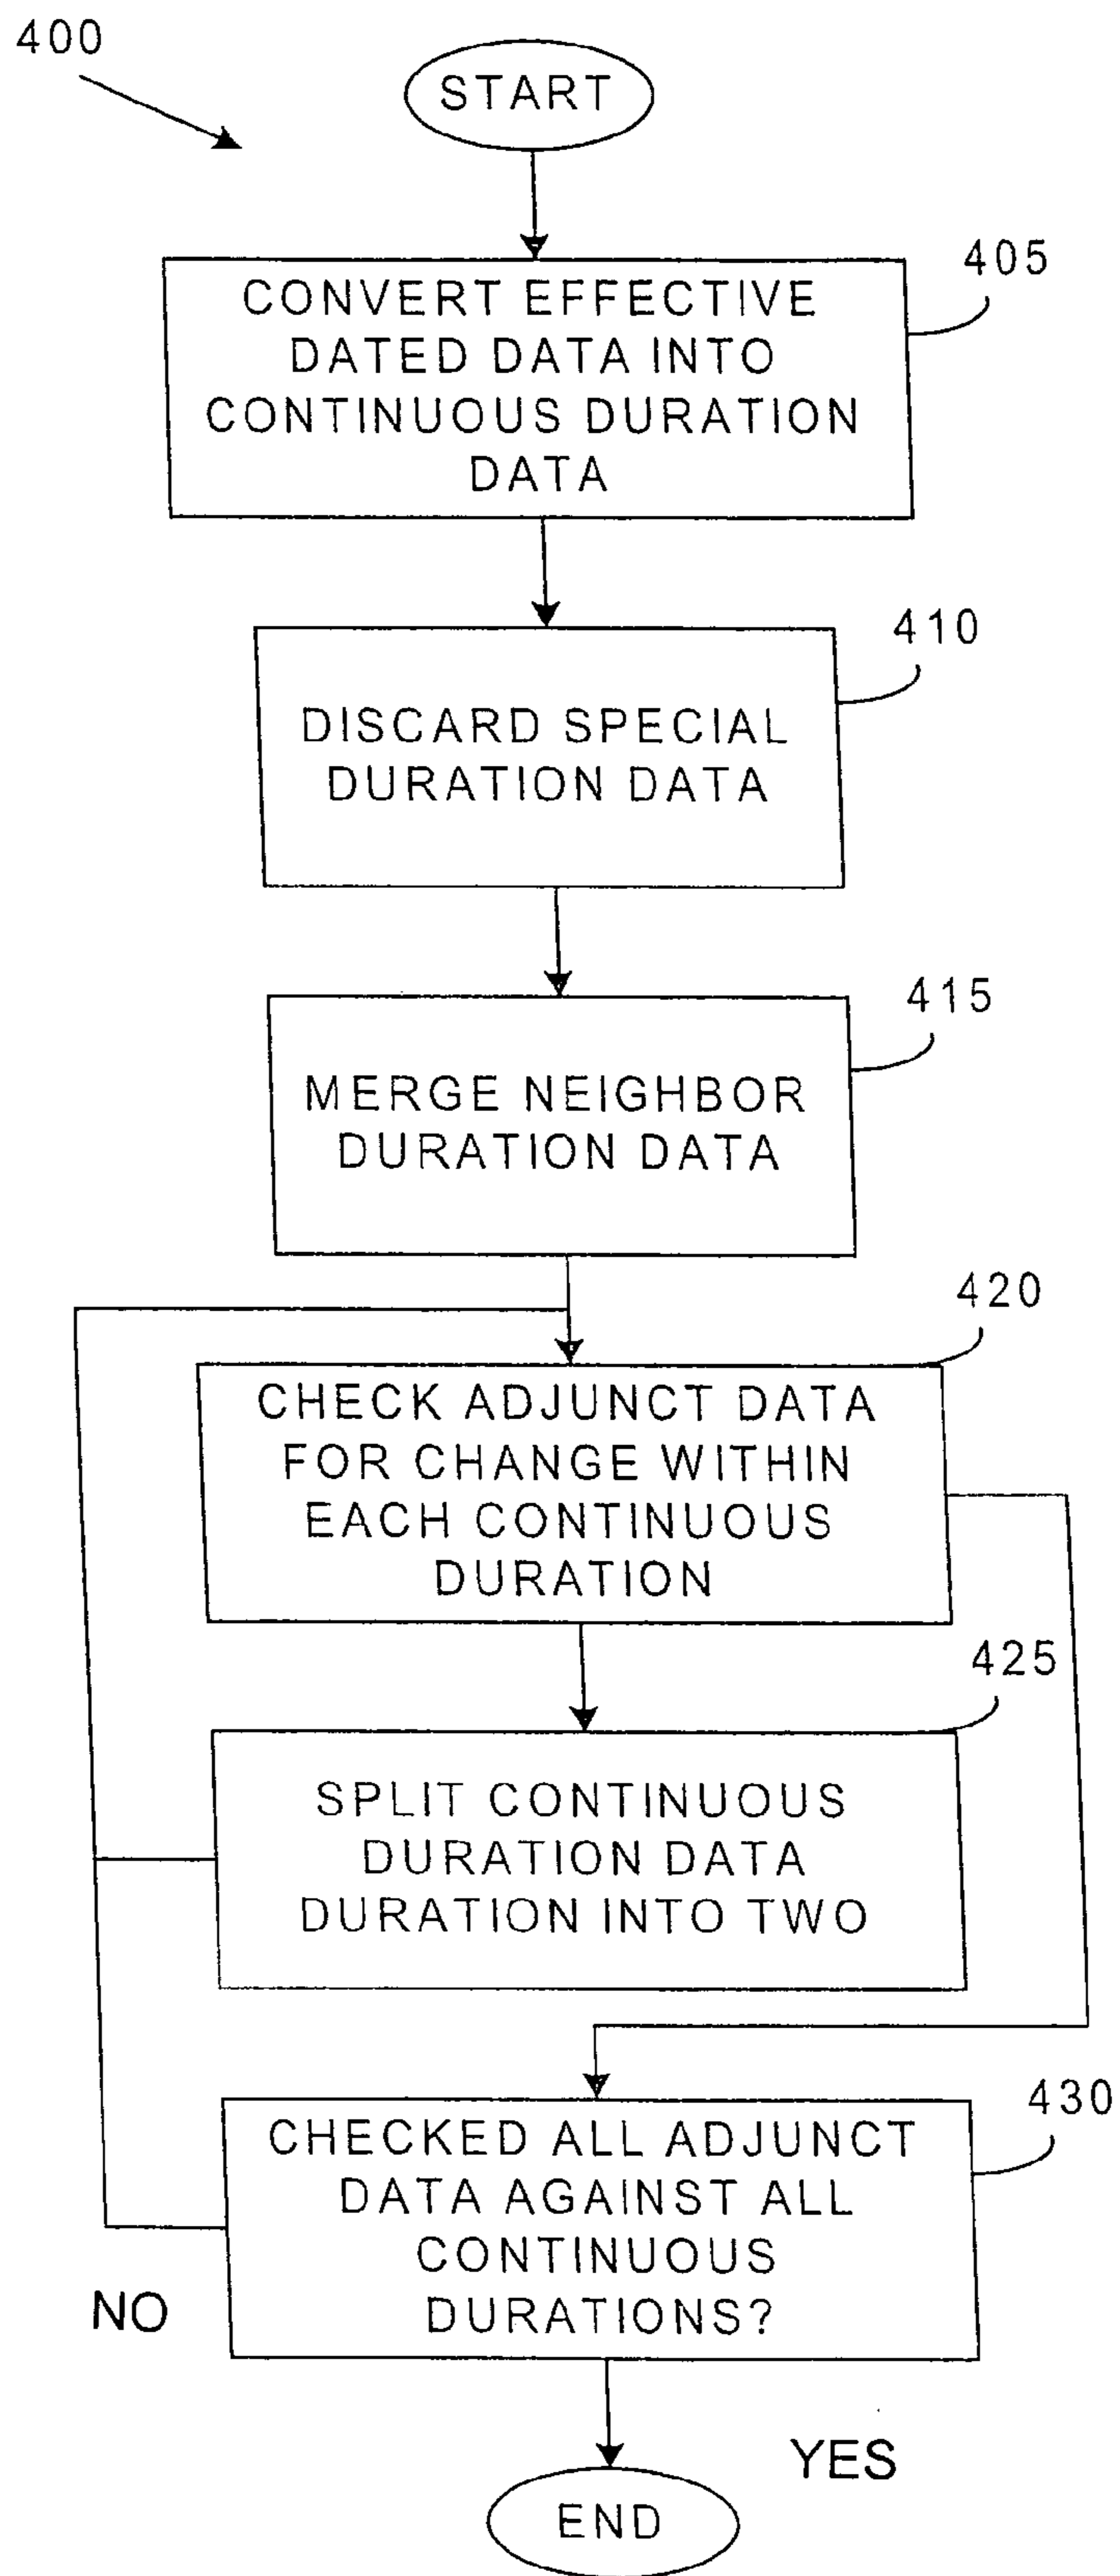 400
START
405
CONVERT EFFECTIVE
DATED DATA INTO
CONTINUOUS DURATION
DATA
410
DISCARD SPECIAL
DURATION DATA
415
MERGE NEIGHBOR
DURATION DATA
420
CHECK ADJUNCT DATA
FOR CHANGE WITHIN
EACH CONTINUOUS
DURATION
425
SPLIT CONTINUOUS
DURATION DATA
DURATION INTO TWO
430
CHECKED ALL ADJUNCT
DATA AGAINST ALL
CONTINUOUS
DURATIONS?
NO
YES
END